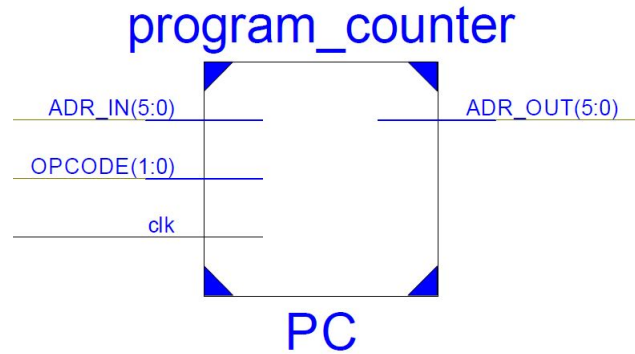 program_counter
ADR_IN(5:0)
ADR_OUT(5:0)
OPCODE(1:0)
clk
PC